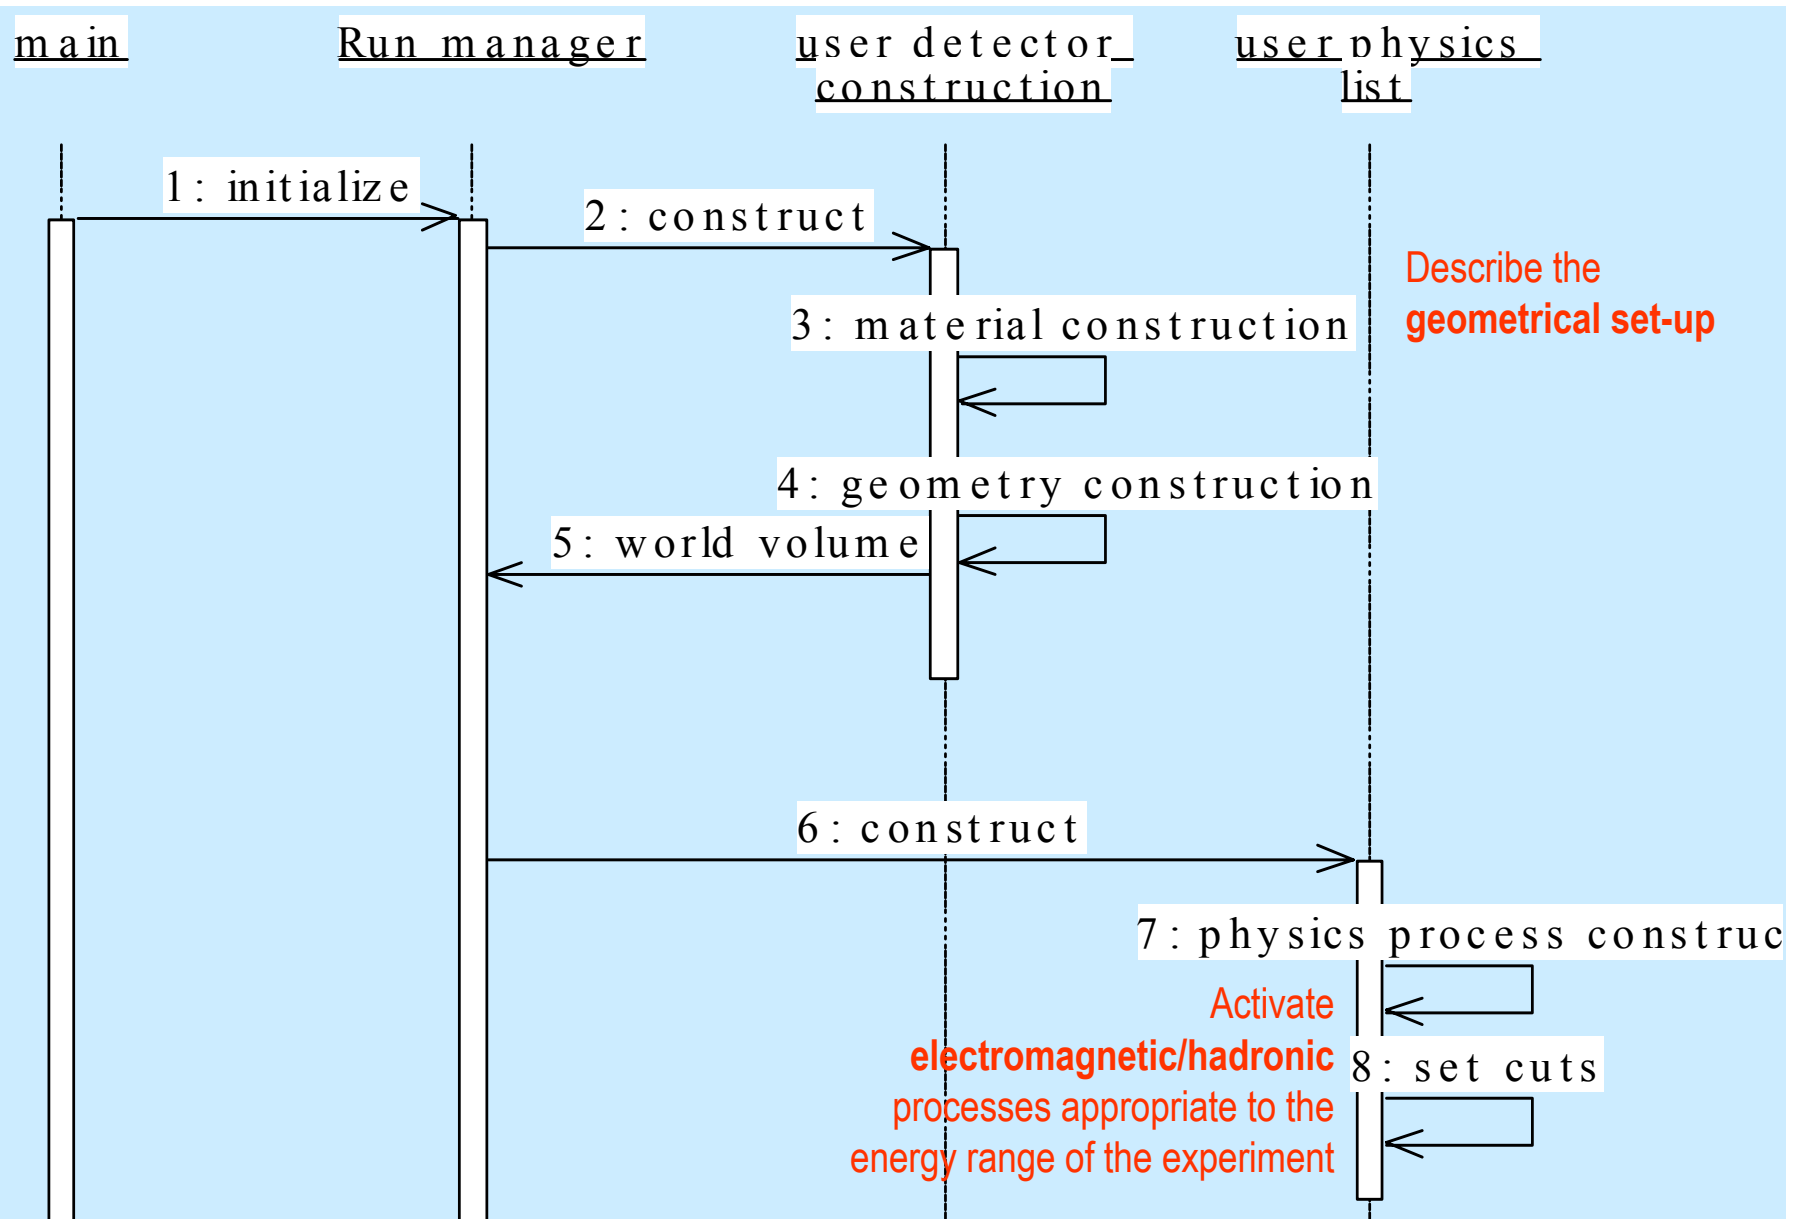 main
Run manager
user detector
construction
user physics
list
1: initialize
2: construct
Describe the
geometrical set-up
3: material construction
4: geometry construction
5: world volume
6: construct
7: physics process construc
Activate
electromagnetic/hadronic
processes appropriate to the
energy range of the experiment
8: set cuts